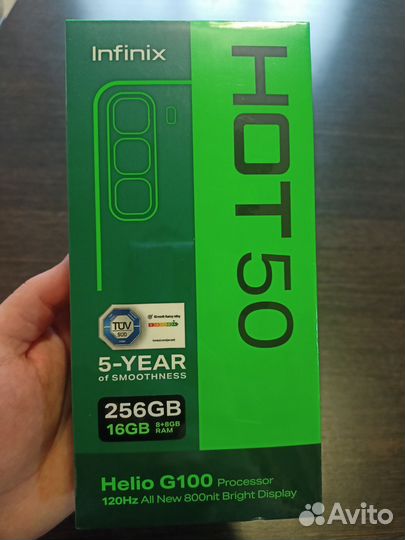 Infinix
HOT 50
TÜV
SÜD
5-YEAR
of SMOOTHNESS
256GB
16GB 8+8GB
RAM
Helio G100 Processor
120Hz All New 800nit Bright Display
Avito